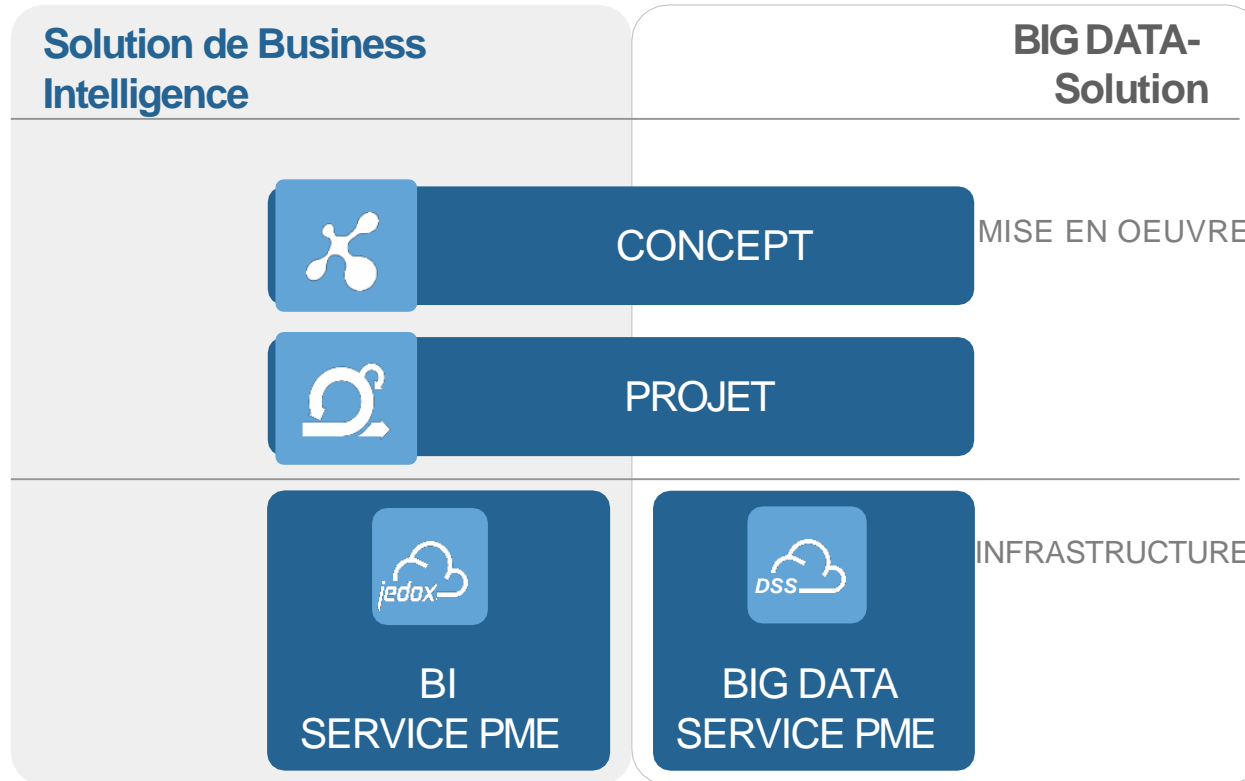 Solution de Business
Intelligence
BIG DATA-
Solution
CONCEPT
MISE EN OEUVRE
PROJET
INFRASTRUCTURE
jedox
BI
SERVICE PME
DSS
BIG DATA
SERVICE PME